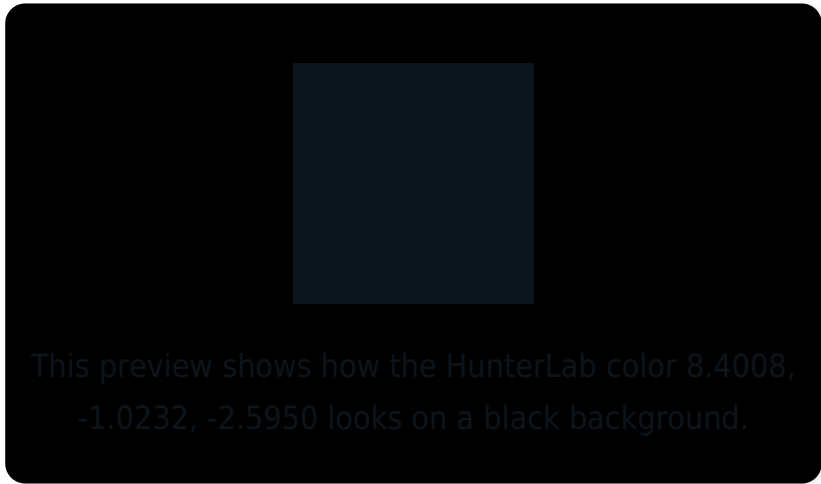 This preview shows how the HunterLab color 8.4008,
-1.0232, -2.5950 looks on a black background.